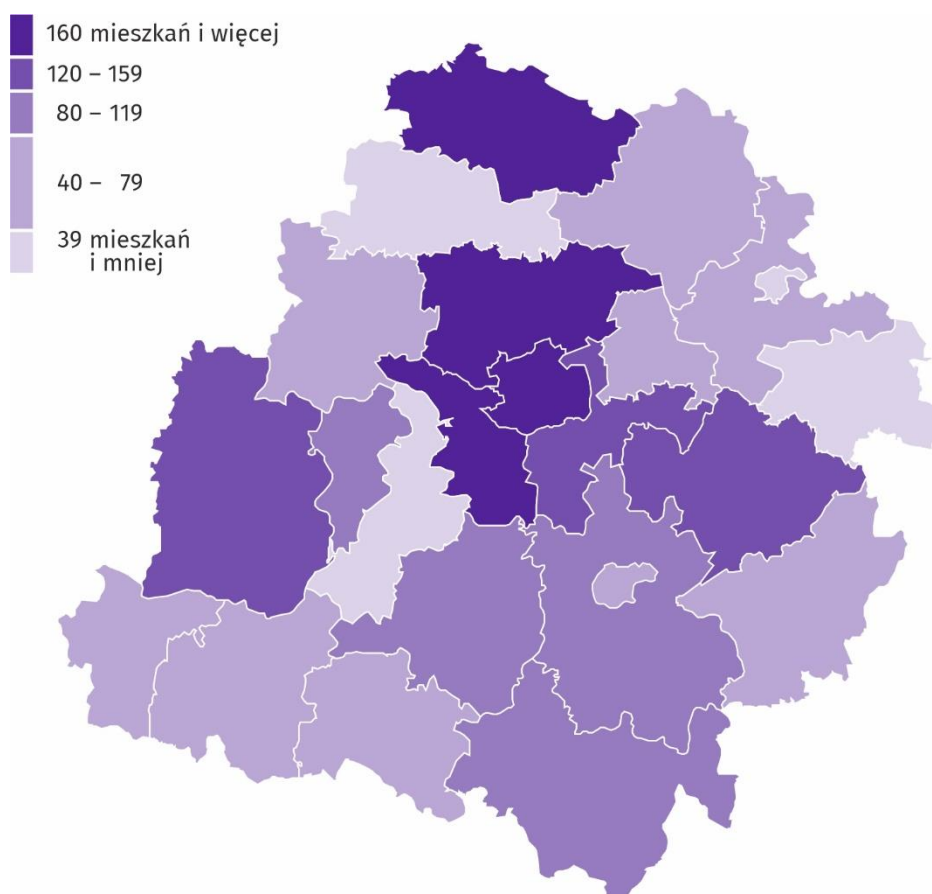 160 mieszkań i więcej
120 – 159
80 – 119
40 – 79
39 mieszkań
i mniej